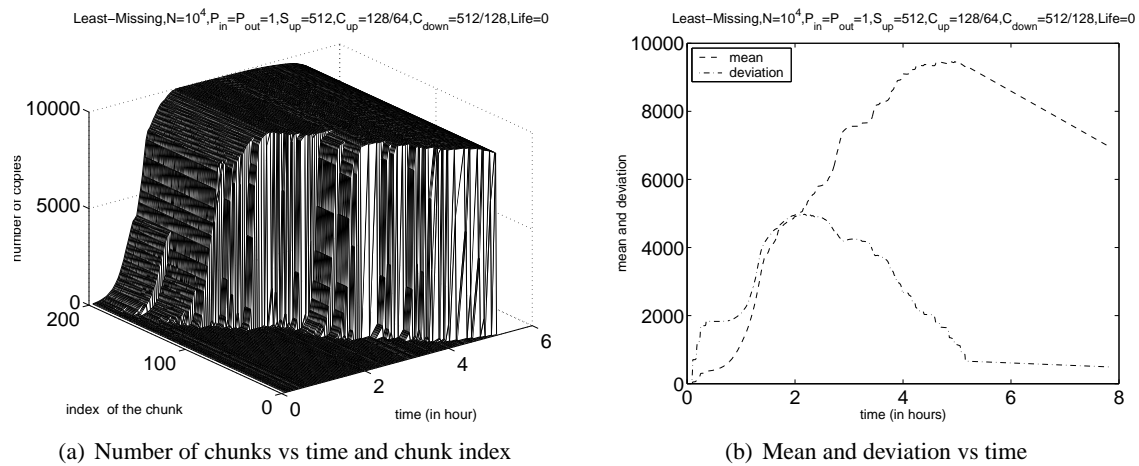 Least−Missing,N=10^4,P_in=P_out=1,S_up=512,C_up=128/64,C_down=512/128,Life=0
10000
5000
0
number of copies
200
100
0
index of the chunk
0
2
4
6
time (in hour)
(a) Number of chunks vs time and chunk index
Least−Missing,N=10^4,P_in=P_out=1,S_up=512,C_up=128/64,C_down=512/128,Life=0
mean
deviation
10000
8000
6000
4000
2000
0
mean and deviation
0
2
4
6
8
time (in hours)
(b) Mean and deviation vs time